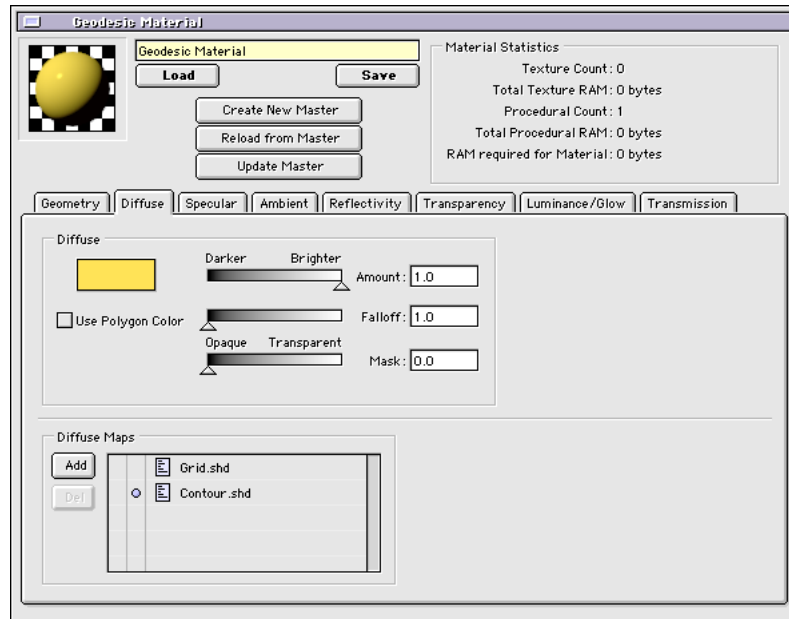 Geodesic Material
Geodesic Material
Load Save
Create New Master
Reload from Master
Update Master
Material Statistics
Texture Count: 0
Total Texture RAM: 0 bytes
Procedural Count: 1
Total Procedural RAM: 0 bytes
RAM required for Material: 0 bytes
Geometry Diffuse Specular Ambient Reflectivity Transparency Luminance/Glow Transmission
Diffuse
Darker Brighter
Amount: 1.0
Use Polygon Color
Falloff: 1.0
Opaque Transparent
Mask: 0.0
Diffuse Maps
Add
Del
Grid.shd
Contour.shd